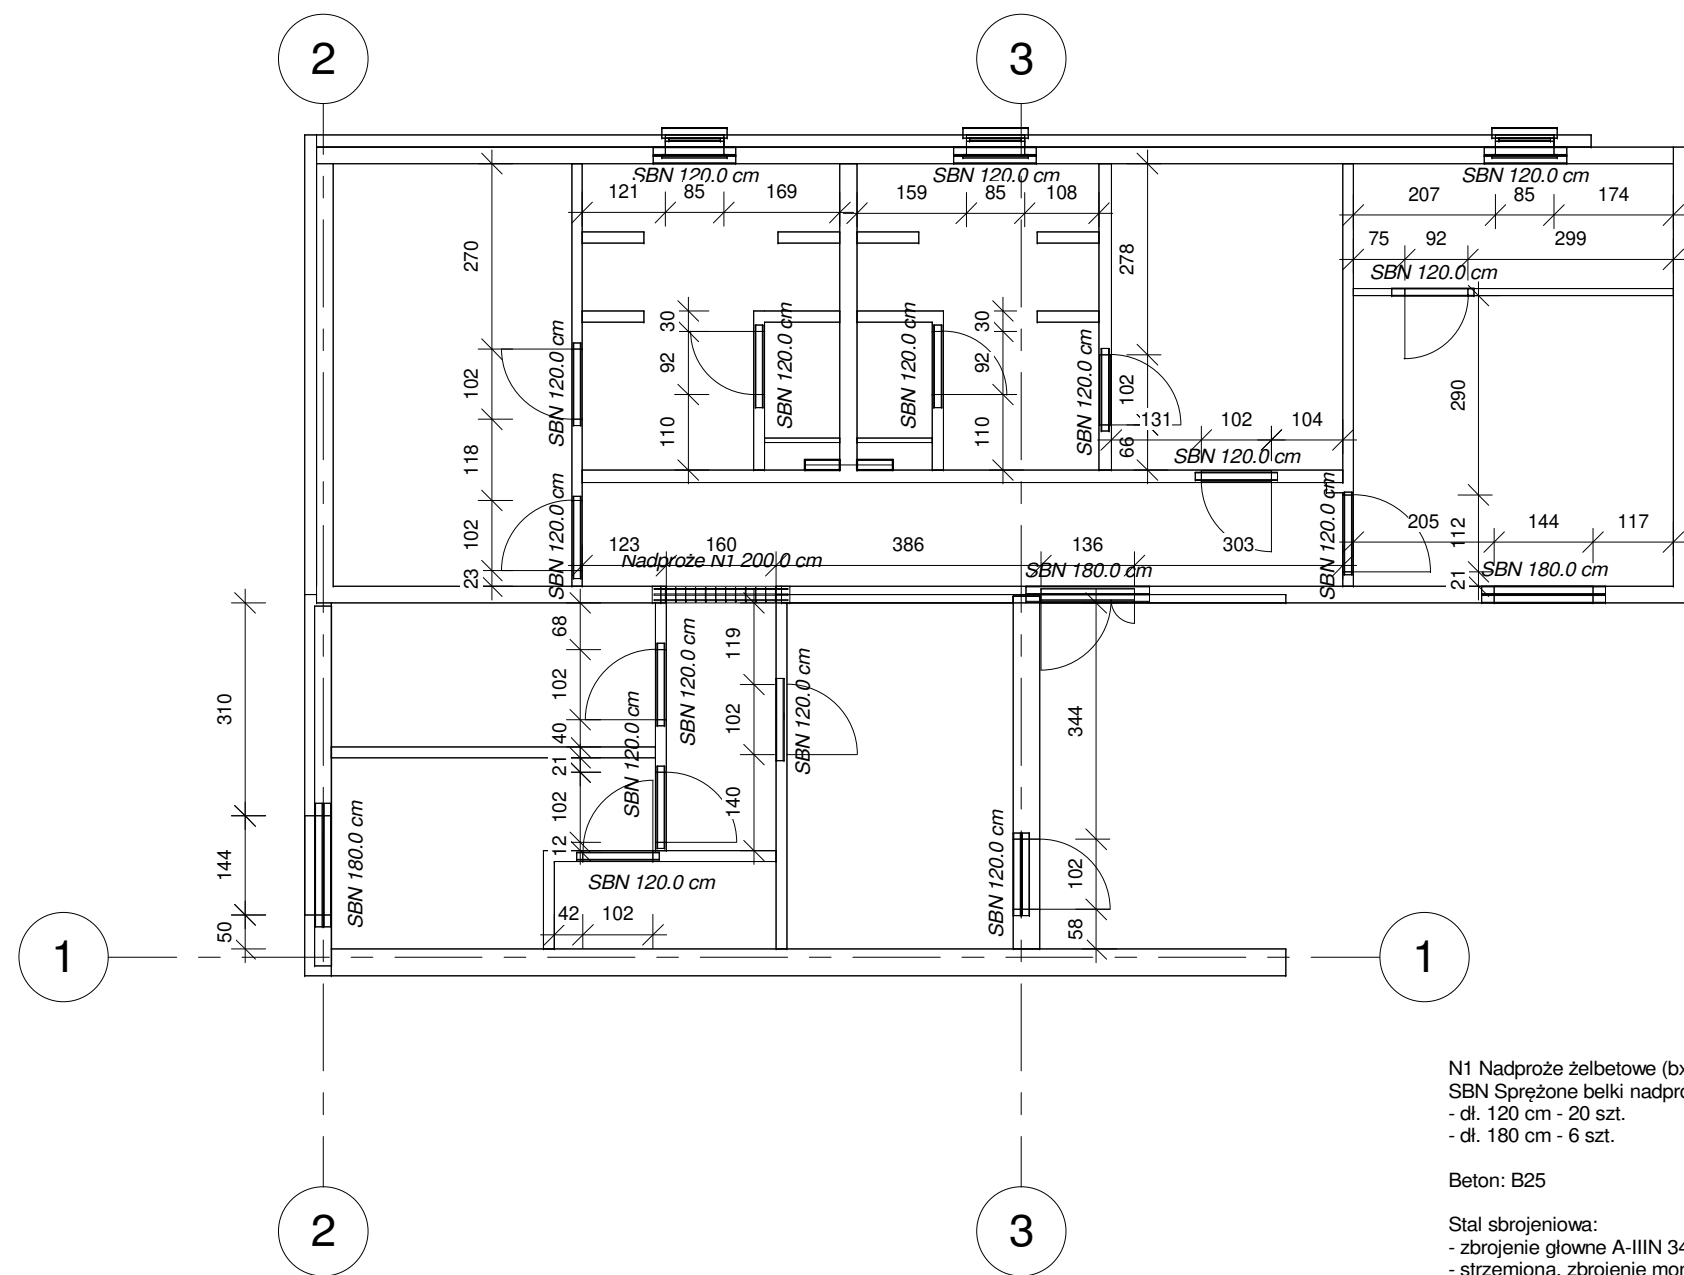 2
3
SBN 120.0 cm
SBN 120.0 cm
SBN 120.0 cm
121
85
169
159
85
108
207
85
174
75
92
299
SBN 120.0 cm
270
278
30
92
110
30
92
110
SBN 120.0 cm
SBN 120.0 cm
SBN 120.0 cm
SBN 120.0 cm
102
118
102
23
SBN 120.0 cm
102
66
131
102
104
SBN 120.0 cm
290
112
21
SBN 120.0 cm
205
144
117
SBN 180.0 cm
123
160
386
136
303
Nadproże N1 200.0 cm
SBN 180.0 cm
68
102
40
21
102
12
SBN 120.0 cm
SBN 120.0 cm
119
102
140
SBN 120.0 cm
344
102
58
SBN 120.0 cm
310
144
50
SBN 180.0 cm
SBN 120.0 cm
42
102
1
1
N1 Nadproże żelbetowe
SBN Sprężone belki
- dł. 120 cm - 20 szt.
- dł. 180 cm - 6 szt.
Beton: B25
Stal sbrojeniowa:
- zbrojenie głowne A-IIIN
- strzemiona, zbrojenie
2
3